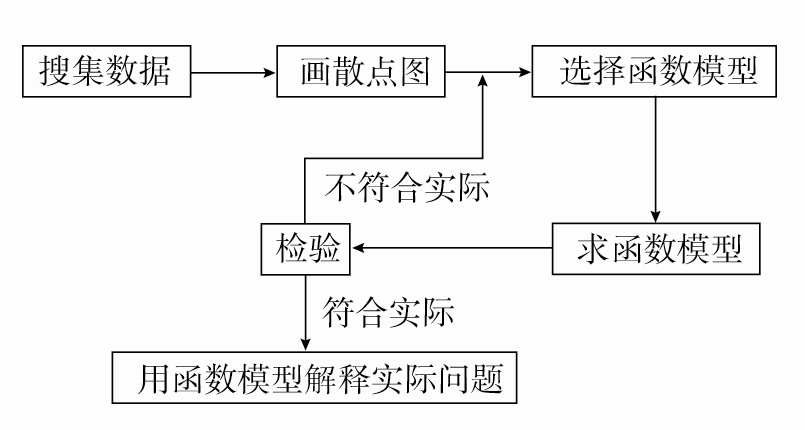 搜集数据
画散点图
选择函数模型
不符合实际
检验
求函数模型
符合实际
用函数模型解释实际问题